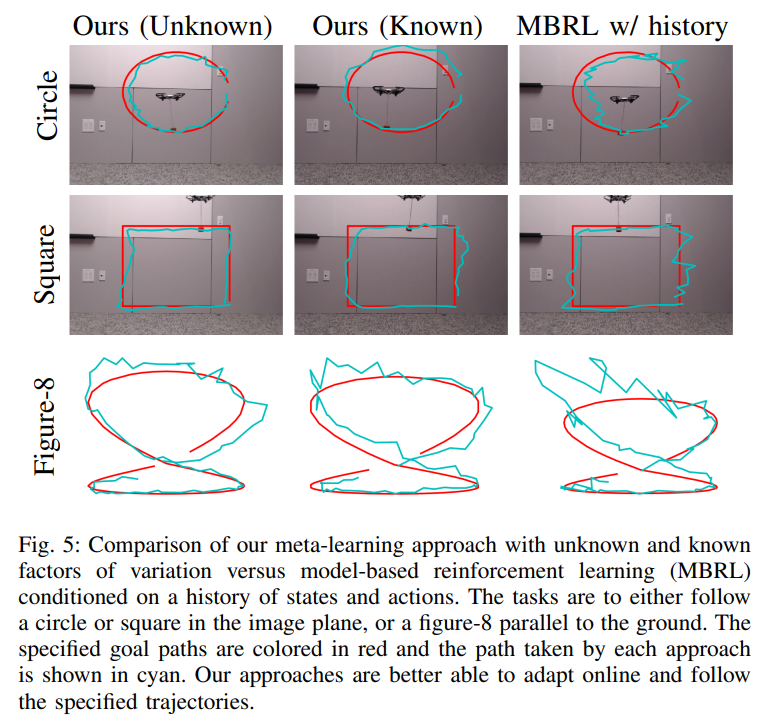 Ours (Unknown) Ours (Known) MBRL w/ history
Circle
Square
Figure-8
Fig. 5: Comparison of our meta-learning approach with unknown and known
factors of variation versus model-based reinforcement learning (MBRL)
conditioned on a history of states and actions. The tasks are to either follow
a circle or square in the image plane, or a figure-8 parallel to the ground. The
specified goal paths are colored in red and the path taken by each approach
is shown in cyan. Our approaches are better able to adapt online and follow
the specified trajectories.